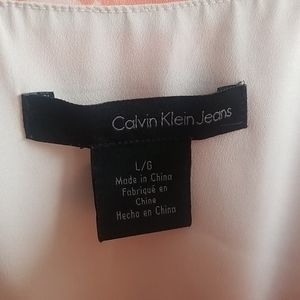 Calvin Klein Jeans
L/G
Made in China
Fabriqué en
Chine
Hecho en China